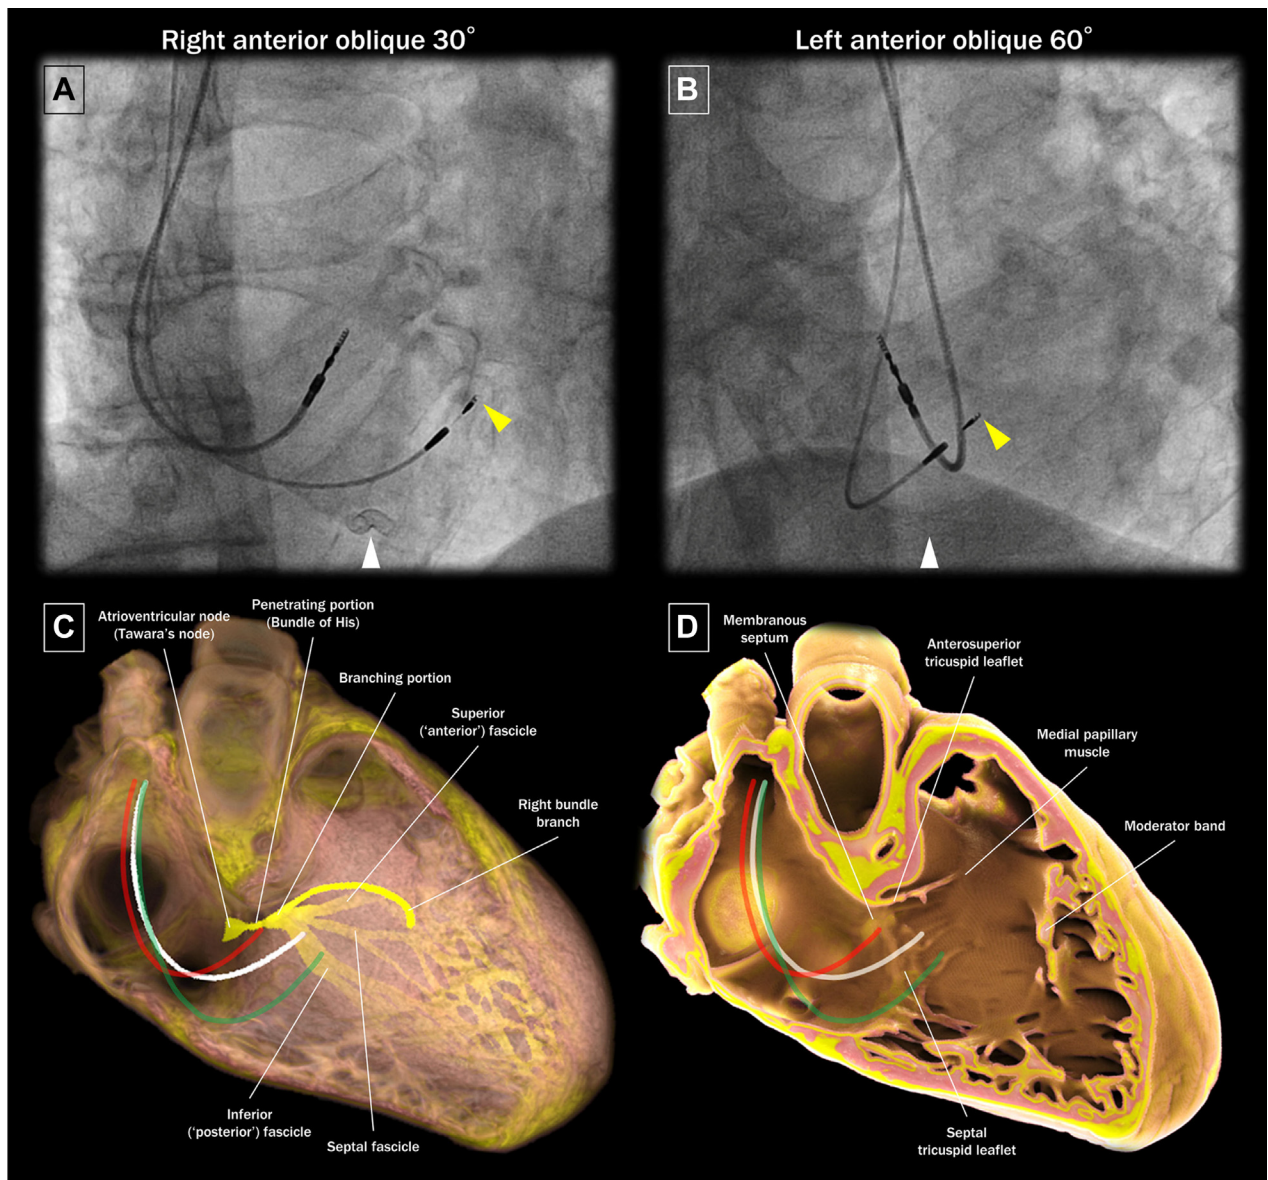 Right anterior oblique 30°
Left anterior oblique 60°
A
B
C
Atrioventricular node
(Tawara's node)
Penetrating portion
(Bundle of His)
Branching portion
Superior
('anterior') fascicle
Right bundle
branch
Inferior
('posterior') fascicle
Septal fascicle
D
Membranous
septum
Anterosuperior
tricuspid leaflet
Medial papillary
muscle
Moderator band
Septal
tricuspid leaflet